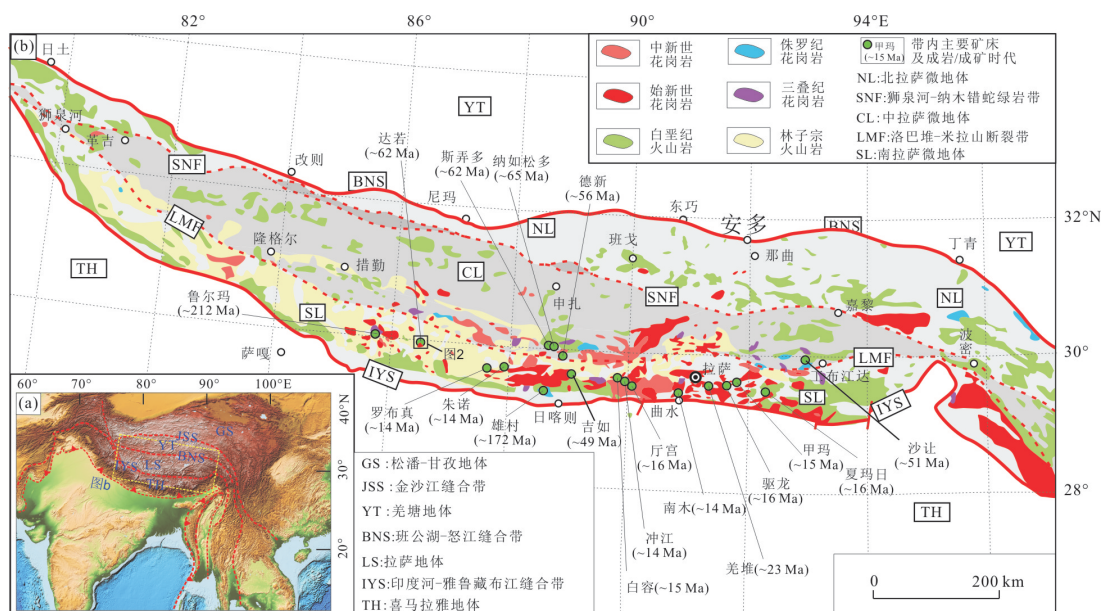 82°
86°
90°
94°E
(b)
日土
狮泉河
革吉
SNF
改则
YT
达若
(~62 Ma)
斯弄多
(~62 Ma)
纳如松多
(~65 Ma)
德新
(~56 Ma)
BNS
尼玛
NL
班戈
东巧
安多
那曲
BNS
丁青
YT
32°N
中新世
花岗岩
侏罗纪
花岗岩
甲玛
(~15 Ma)
带内主要矿床
及成岩/成矿时代
始新世
花岗岩
三叠纪
花岗岩
白垩纪
火山岩
林子宗
火山岩
NL:北拉萨微地体
SNF:狮泉河-纳木错蛇绿岩带
CL:中拉萨微地体
LMF:洛巴堆-米拉山断裂带
SL:南拉萨微地体
LMF
TH
隆格尔
措勤
CL
申扎
SNF
嘉黎
NL
波密
鲁尔玛
(~212 Ma)
SL
萨嘎
图2
IYS
拉萨
LMF
30°
工布江达
SL
IYS
罗布真
(~14 Ma)
朱诺
(~14 Ma)
雄村
(~172 Ma)
日喀则
吉如
(~49 Ma)
曲水
厅宫
(~16 Ma)
南木(~14 Ma)
冲江
(~14 Ma)
白容(~15 Ma)
羌堆(~23 Ma)
驱龙
(~16 Ma)
甲玛
(~15 Ma)
夏玛日
(~16 Ma)
沙让
(~51 Ma)
28°
TH
0
200 km
60°
70°
80°
90°
100°E
(a)
40°N
30°
20°
JSS
GS
YT
BNS
IYS
LS
TH
图b
GS :松潘-甘孜地体
JSS :金沙江缝合带
YT :羌塘地体
BNS:班公湖-怒江缝合带
LS:拉萨地体
IYS:印度河-雅鲁藏布江缝合带
TH:喜马拉雅地体